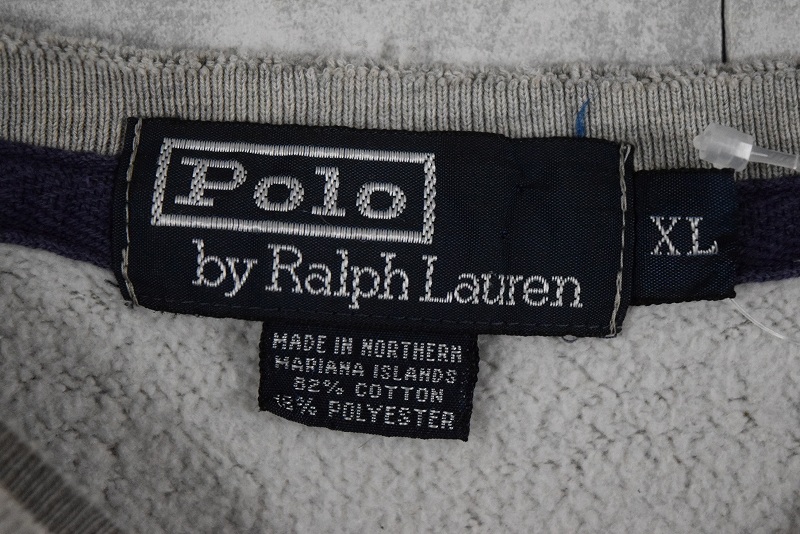 Polo
by Ralph Lauren
XL
MADE IN NORTHERN
MARIANA ISLANDS
82% COTTON
18% POLYESTER